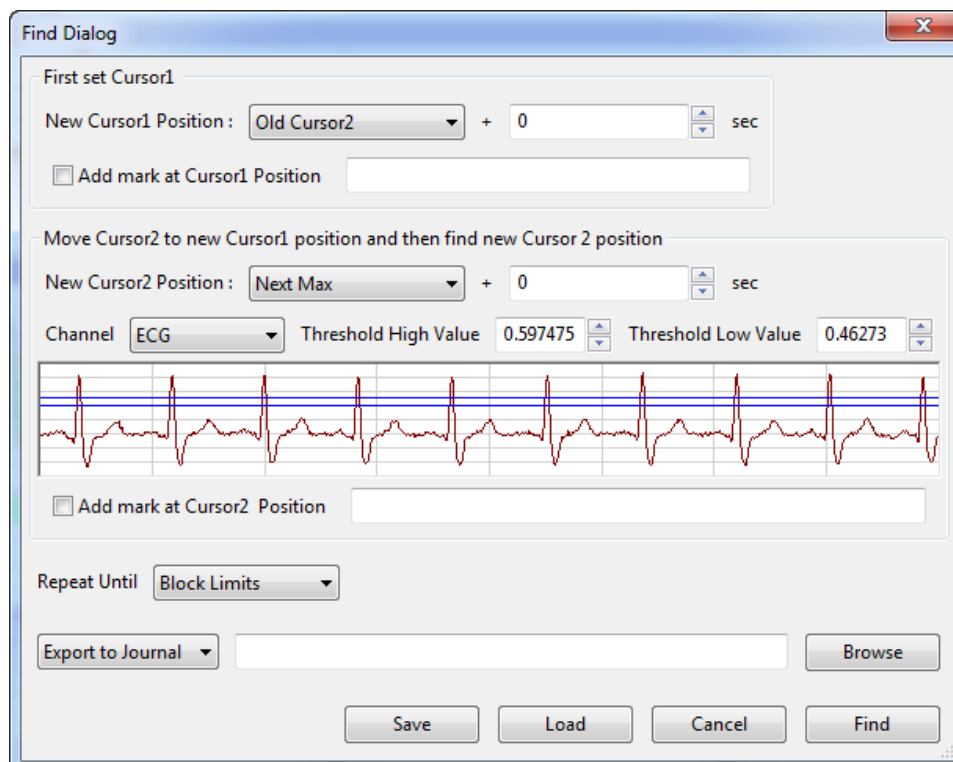 Find Dialog
First set Cursor1
New Cursor1 Position : Old Cursor2 + 0 sec
Add mark at Cursor1 Position
Move Cursor2 to new Cursor1 position and then find new Cursor 2 position
New Cursor2 Position : Next Max + 0 sec
Channel ECG Threshold High Value 0.597475 Threshold Low Value 0.46273
Add mark at Cursor2 Position
Repeat Until Block Limits
Export to Journal Browse
Save Load Cancel Find